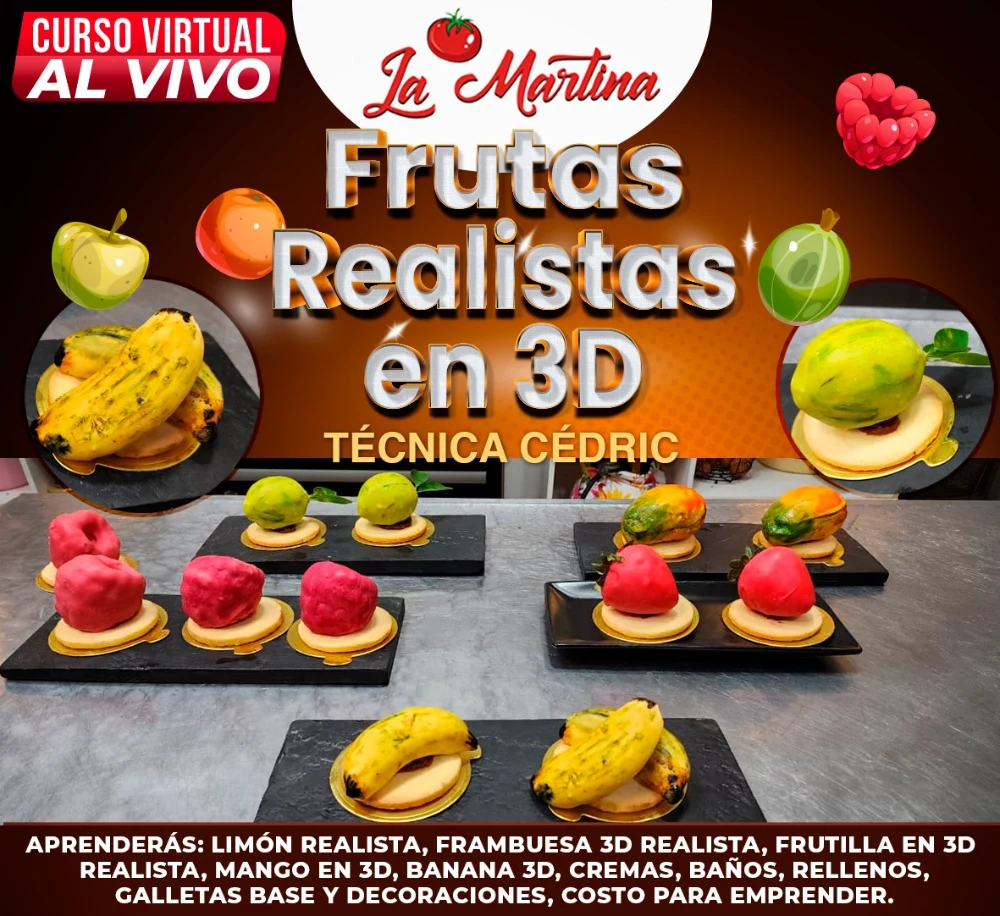 CURSO VIRTUAL
AL VIVO
La Martina
Frutas
Realistas
en 3D
TÉCNICA CÉDRIC
APRENDERÁS: LIMÓN REALISTA, FRAMBUESA 3D REALISTA, FRUTILLA EN 3D
REALISTA, MANGO EN 3D, BANANA 3D, CREMAS, BAÑOS, RELLENOS,
GALLETAS BASE Y DECORACIONES, COSTO PARA EMPRENDER.